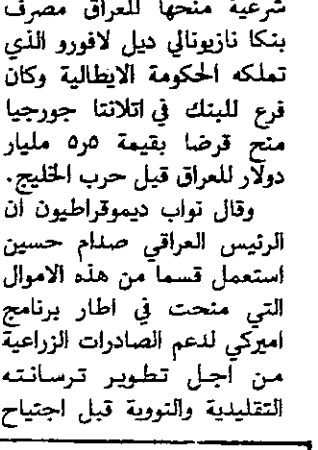 شرعية منحها للعراق مصرف
بنكا نازيونالي ديل لافورو الذي
تملكه الحكومة الايطالية وكان
فرع للبنك في اتلانتا جورجيا
منح قرضا بقيمة ٥ر٥ مليار
دولار للعراق قبل حرب الخليج.
وقال نواب ديموقراطيون ان
الرئيس العراقي صدام حسين
استعمل قسما من هذه الاموال
التي منحت في اطار برنامج
اميركي لدعم الصادرات الزراعية
من اجل تطوير ترسانته
التقليدية والنووية قبل اجتياح